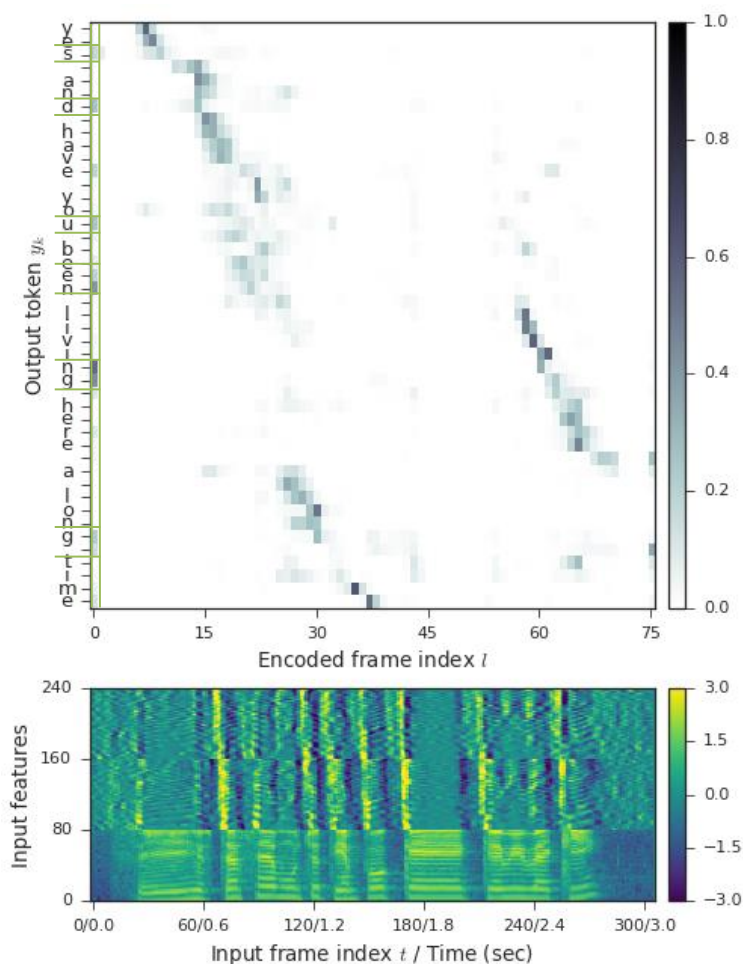 Output token y_k
y
e
s
a
n
d
h
a
v
e
y
o
u
b
e
e
n
l
i
v
i
n
g
h
e
r
e
a
l
o
n
g
t
i
m
e
0 15 30 45 60 75
Encoded frame index l
1.0
0.8
0.6
0.4
0.2
0.0
Input features
240
160
80
0
0/0.0 60/0.6 120/1.2 180/1.8 240/2.4 300/3.0
Input frame index t / Time (sec)
3.0
1.5
0.0
−1.5
−3.0